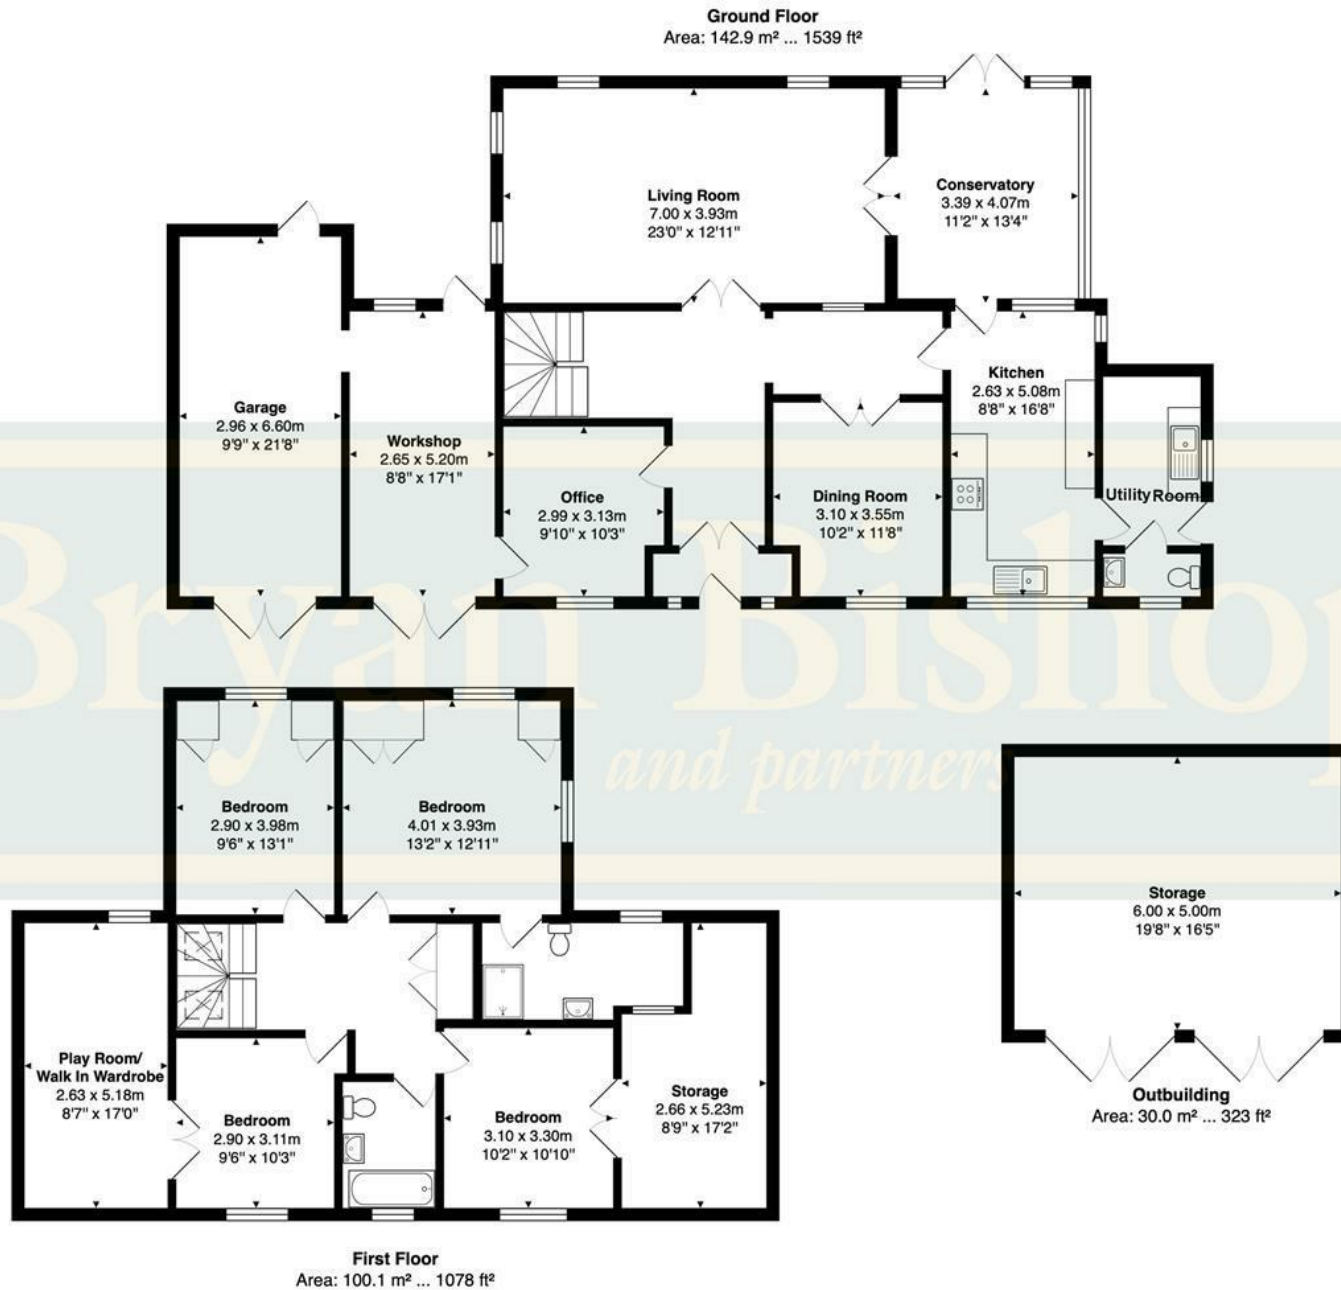 Ground Floor
Area: 142.9 m² ... 1539 ft²
Living Room
7.00 x 3.93m
23'0" x 12'11"
Conservatory
3.39 x 4.07m
11'2" x 13'4"
Garage
2.96 x 6.60m
9'9" x 21'8"
Workshop
2.65 x 5.20m
8'8" x 17'1"
Office
2.99 x 3.13m
9'10" x 10'3"
Dining Room
3.10 x 3.55m
10'2" x 11'8"
Kitchen
2.63 x 5.08m
8'8" x 16'8"
Utility Room
Bryan Bishop
and partners
Bedroom
2.90 x 3.98m
9'6" x 13'1"
Bedroom
4.01 x 3.93m
13'2" x 12'11"
Play Room/
Walk In Wardrobe
2.63 x 5.18m
8'7" x 17'0"
Bedroom
2.90 x 3.11m
9'6" x 10'3"
Bedroom
3.10 x 3.30m
10'2" x 10'10"
Storage
2.66 x 5.23m
8'9" x 17'2"
Storage
6.00 x 5.00m
19'8" x 16'5"
Outbuilding
Area: 30.0 m² ... 323 ft²
First Floor
Area: 100.1 m² ... 1078 ft²